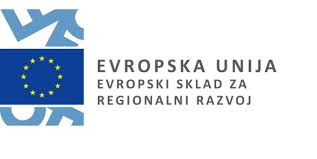 EVROPSKA UNIJA
EVROPSKI SKLAD ZA
REGIONALNI RAZVOJ